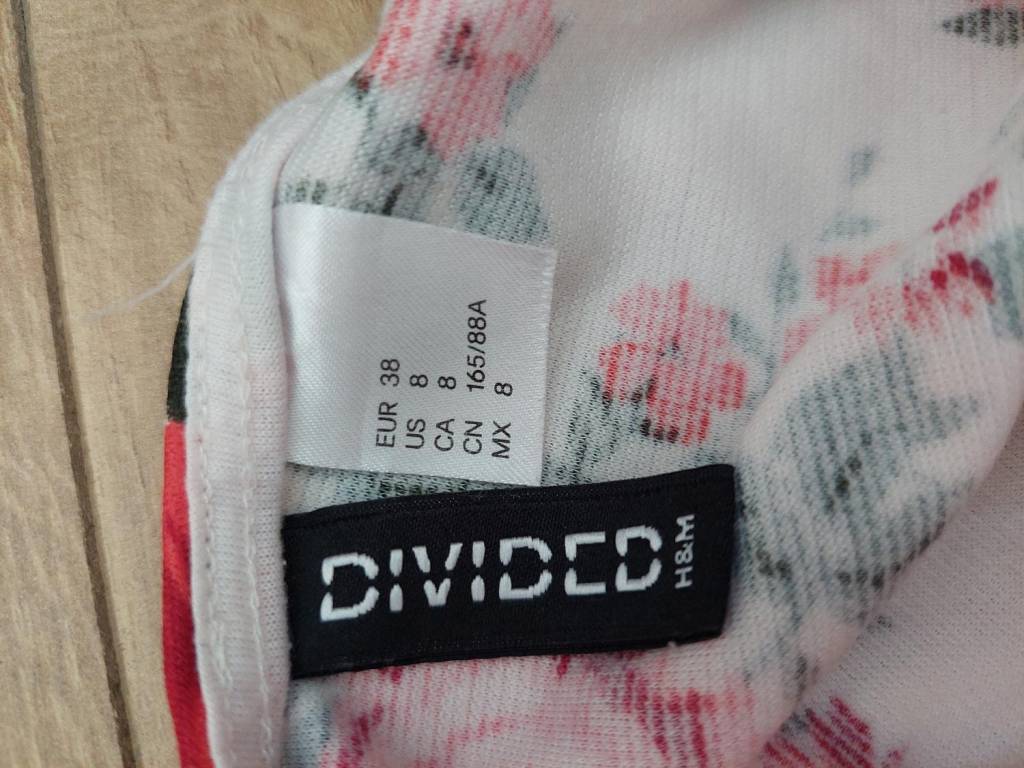 EUR 38
US 8
CA 8
CN 165/88A
MX 8
DIVIDED
H&M